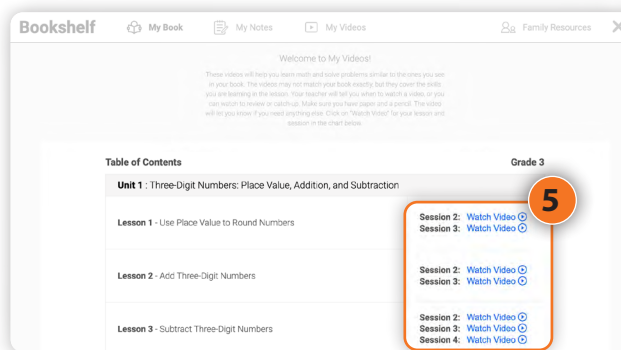 Bookshelf My Book My Notes My Videos Family Resources X
Welcome to My Videos!
These videos will help you learn math and solve problems similar to the ones you see
in your book. The videos may not match your book exactly, but they cover the skills
you are learning in the lesson. Your teacher will tell you when to watch a video, or you
can watch to review or catch up. Make sure you have paper and a pencil. The video
will let you know if you need anything else. Click on "Watch Video" for your lesson and
session in the chart below.
Table of Contents Grade 3
Unit 1 : Three-Digit Numbers: Place Value, Addition, and Subtraction
5
Lesson 1 - Use Place Value to Round Numbers
Session 2: Watch Video
Session 3: Watch Video
Lesson 2 - Add Three-Digit Numbers
Session 2: Watch Video
Session 3: Watch Video
Lesson 3 - Subtract Three-Digit Numbers
Session 2: Watch Video
Session 3: Watch Video
Session 4: Watch Video